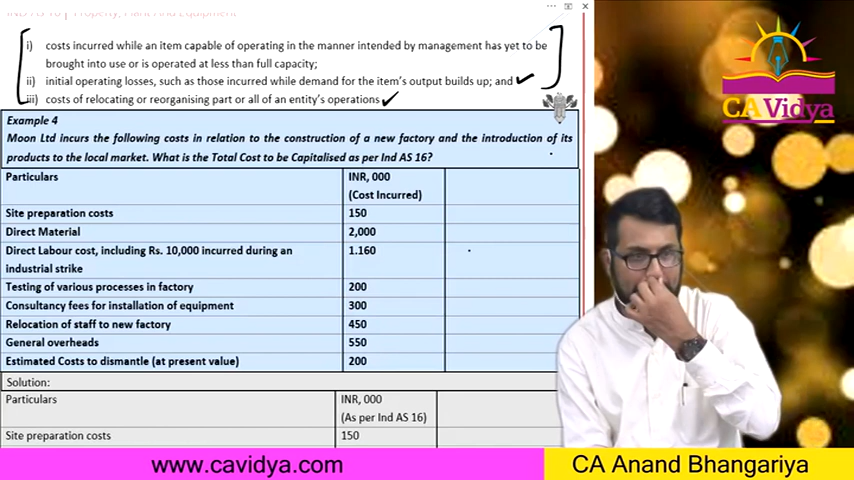 IND AS 16 | Property, Plant And Equipment
i) costs incurred while an item capable of operating in the manner intended by management has yet to be
brought into use or is operated at less than full capacity;
ii) initial operating losses, such as those incurred while demand for the item's output builds up; and
iii) costs of relocating or reorganising part or all of an entity's operations
Example 4
Moon Ltd incurs the following costs in relation to the construction of a new factory and the introduction of its
products to the local market. What is the Total Cost to be Capitalised as per Ind AS 16?
Particulars INR, 000
(Cost Incurred)
Site preparation costs 150
Direct Material 2,000
Direct Labour cost, including Rs. 10,000 incurred during an 1.160
industrial strike
Testing of various processes in factory 200
Consultancy fees for installation of equipment 300
Relocation of staff to new factory 450
General overheads 550
Estimated Costs to dismantle (at present value) 200
Solution:
Particulars INR, 000
(As per Ind AS 16)
Site preparation costs 150
CA Vidya
www.cavidya.com
CA Anand Bhangariya